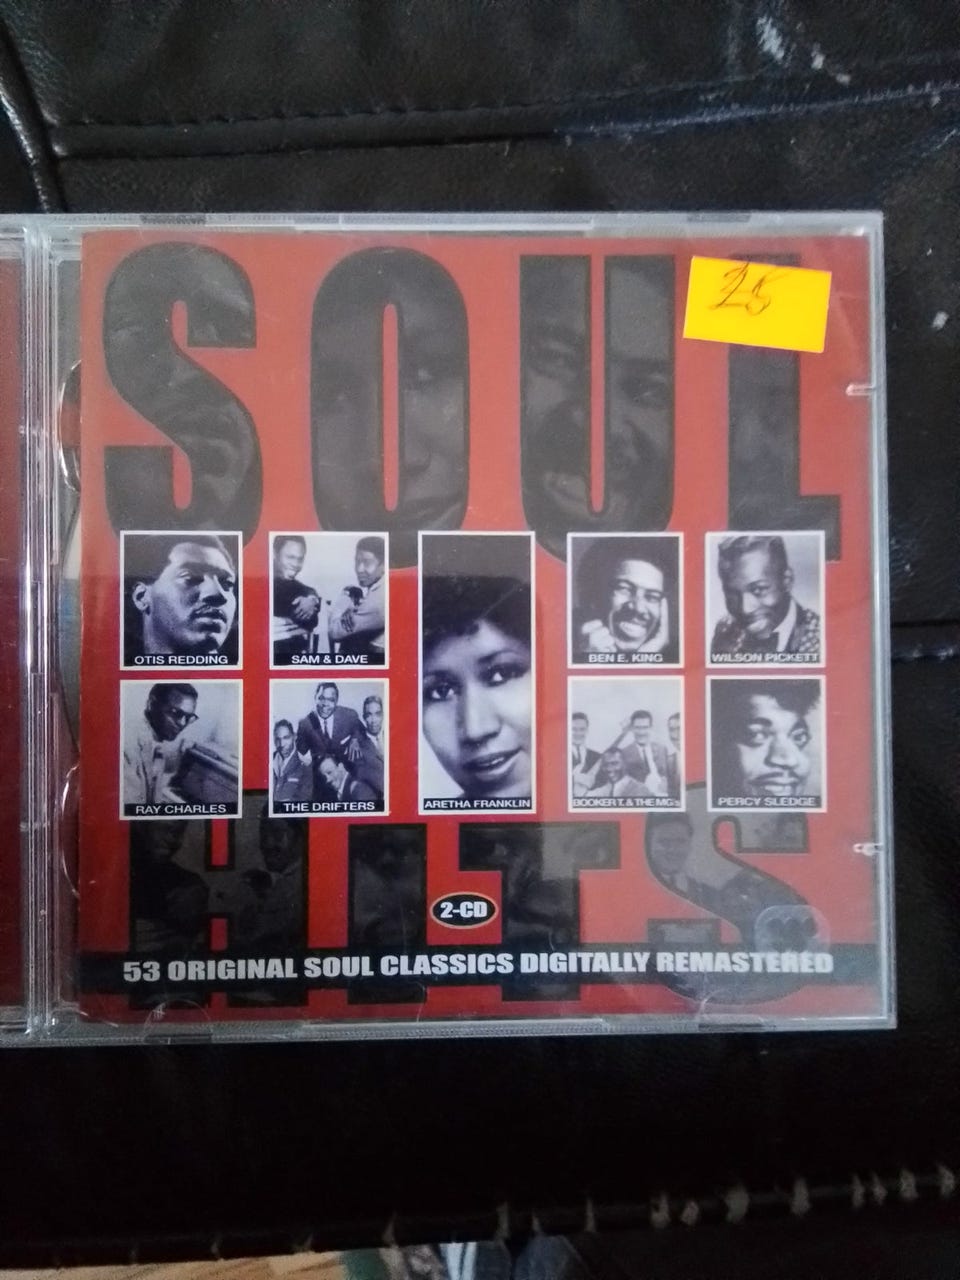 SOUL
25
OTIS REDDING
SAM & DAVE
BEN E. KING
WILSON PICKETT
RAY CHARLES
THE DRIFTERS
ARETHA FRANKLIN
BOOKER T. & THE MG's
PERCY SLEDGE
HITS
2-CD
53 ORIGINAL SOUL CLASSICS DIGITALLY REMASTERED